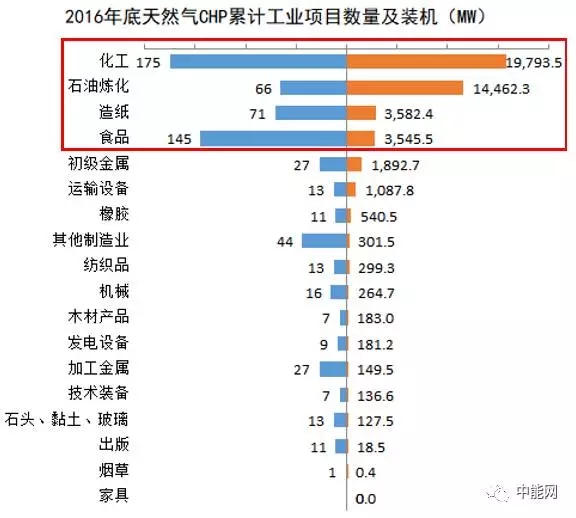 2016年底天然气CHP累计工业项目数量及装机（MW）
化工 175 19,793.5
石油炼化 66 14,462.3
造纸 71 3,582.4
食品 145 3,545.5
初级金属 27 1,892.7
运输设备 13 1,087.8
橡胶 11 540.5
其他制造业 44 301.5
纺织品 13 299.3
机械 16 264.7
木材产品 7 183.0
发电设备 9 181.2
加工金属 27 149.5
技术装备 7 136.6
石头、黏土、玻璃 13 127.5
出版 11 18.5
烟草 1 0.4
家具 0.0
中能网